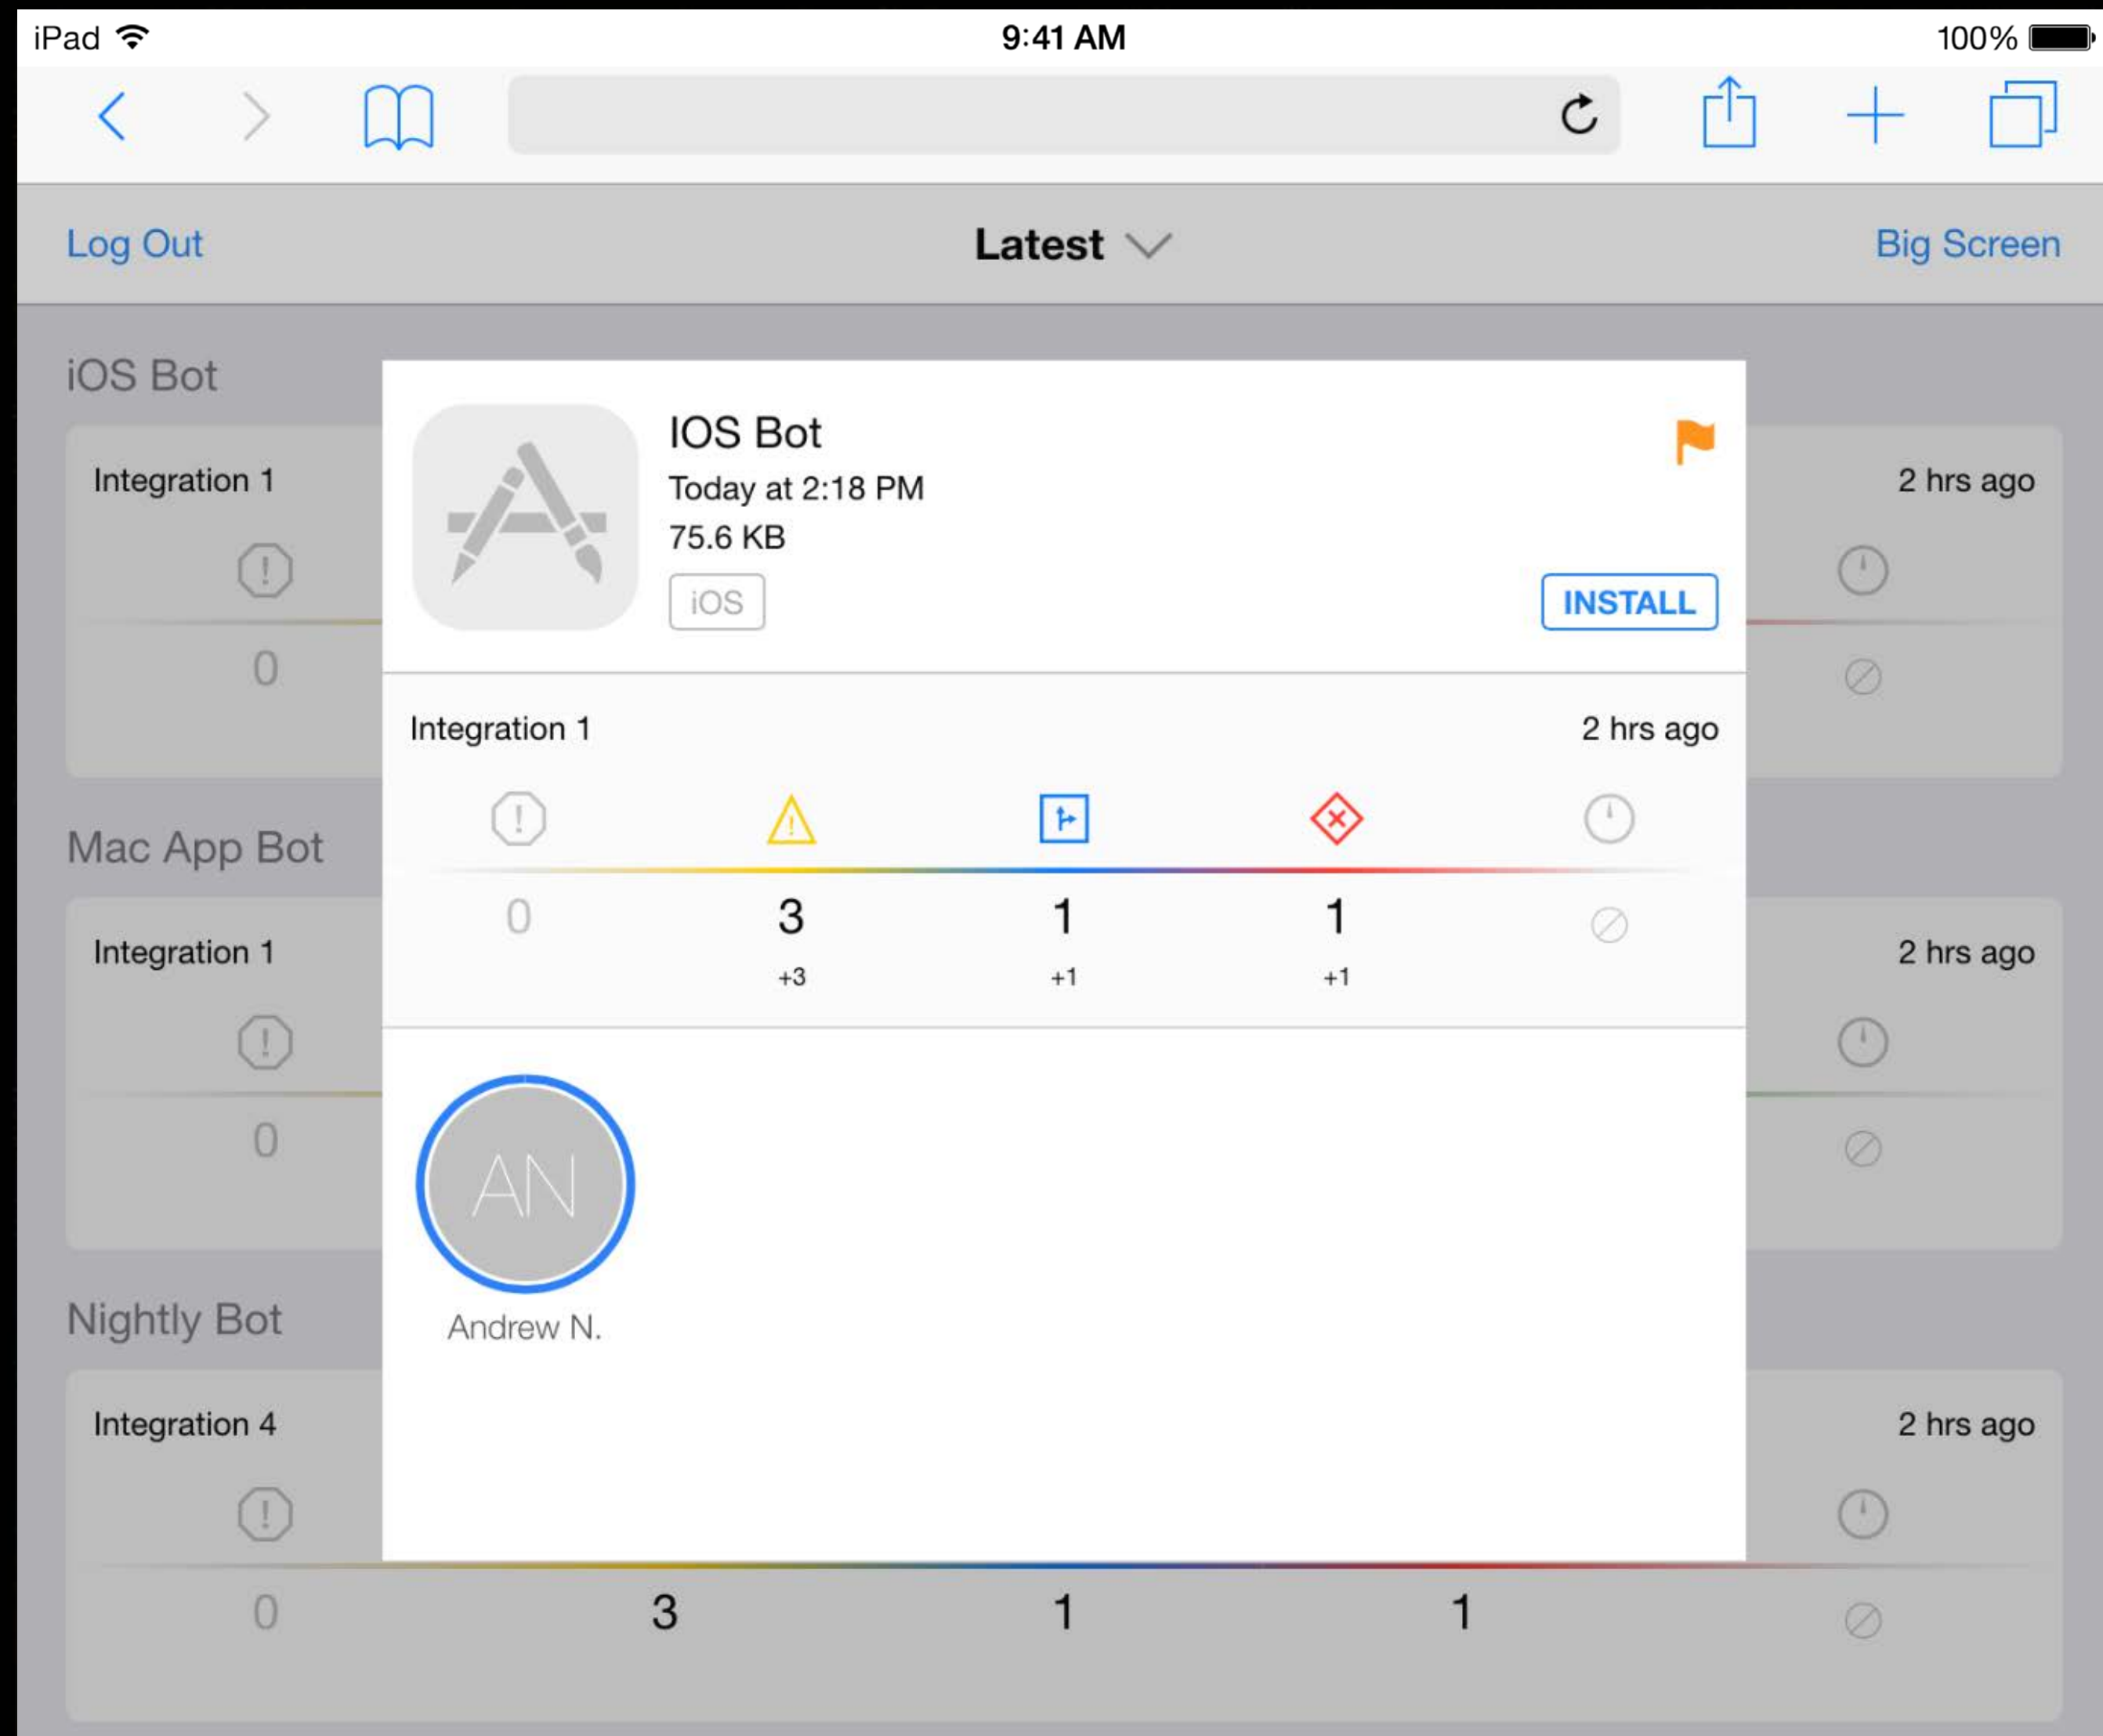 iPad 9:41 AM 100%
Log Out Latest Big Screen
iOS Bot
Integration 1 2 hrs ago
0
IOS Bot
Today at 2:18 PM
75.6 KB
iOS INSTALL
Integration 1 2 hrs ago
0 3 1 1
+3 +1 +1
AN
Andrew N.
Mac App Bot
Integration 1 2 hrs ago
0
Nightly Bot
Integration 4 2 hrs ago
0 3 1 1